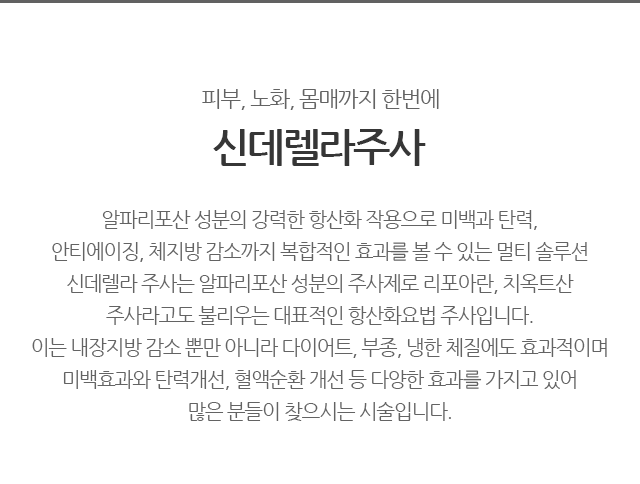 피부, 노화, 몸매까지 한번에
신데렐라주사
알파리포산 성분의 강력한 항산화 작용으로 미백과 탄력,
안티에이징, 체지방 감소까지 복합적인 효과를 볼 수 있는 멀티 솔루션
신데렐라 주사는 알파리포산 성분의 주사제로 리포아란, 치옥트산
주사라고도 불리우는 대표적인 항산화요법 주사입니다.
이는 내장지방 감소 뿐만 아니라 다이어트, 부종, 냉한 체질에도 효과적이며
미백효과와 탄력개선, 혈액순환 개선 등 다양한 효과를 가지고 있어
많은 분들이 찾으시는 시술입니다.